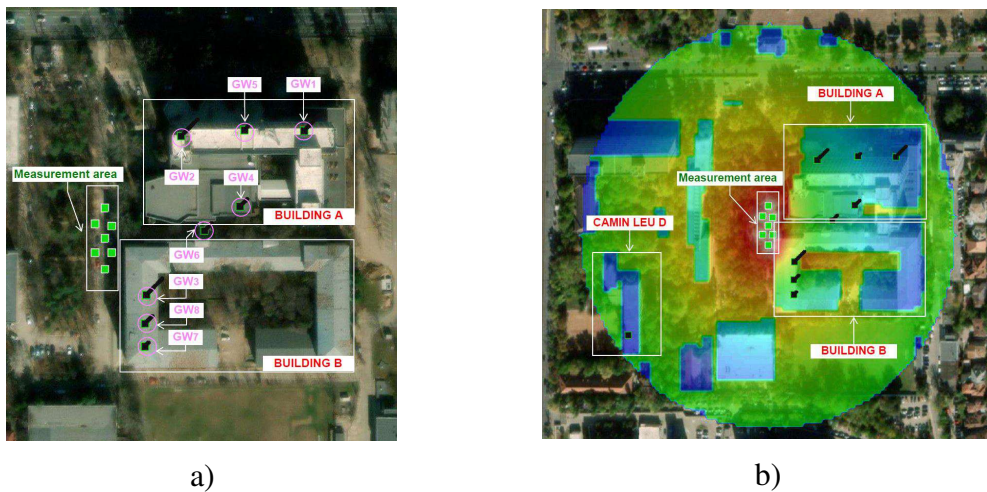 GW5
GW1
GW2
GW4
Measurement area
BUILDING A
GW6
GW3
GW8
GW7
BUILDING B
a)
BUILDING A
Measurement area
CAMIN LEU D
BUILDING B
b)